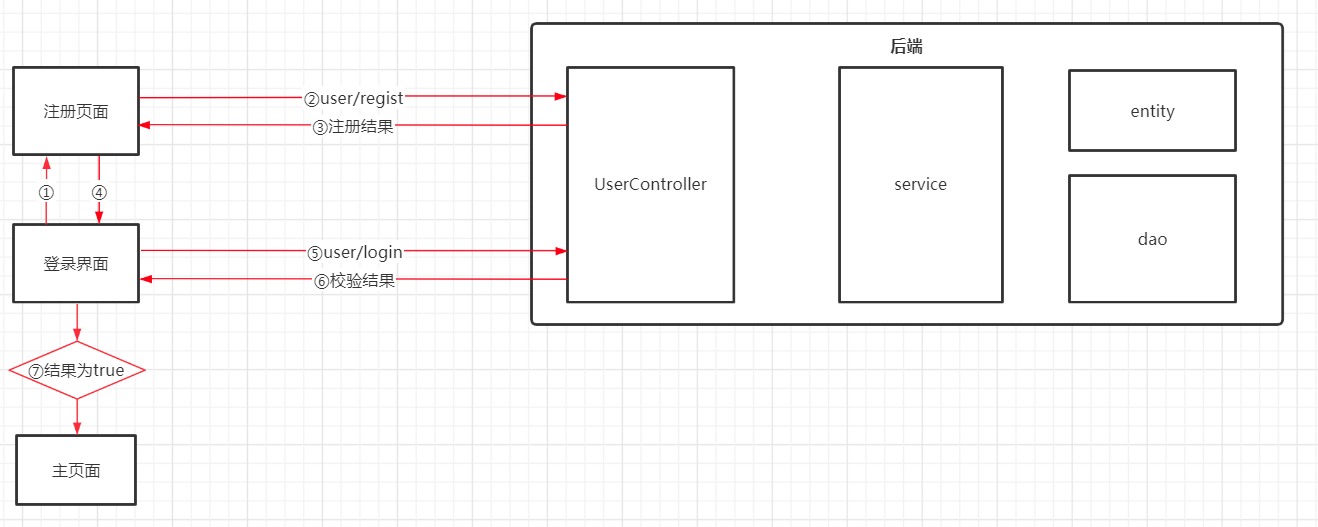 后端
注册页面
②user/regist
③注册结果
entity
UserController
service
①
④
dao
登录界面
⑤user/login
⑥校验结果
⑦结果为true
主页面